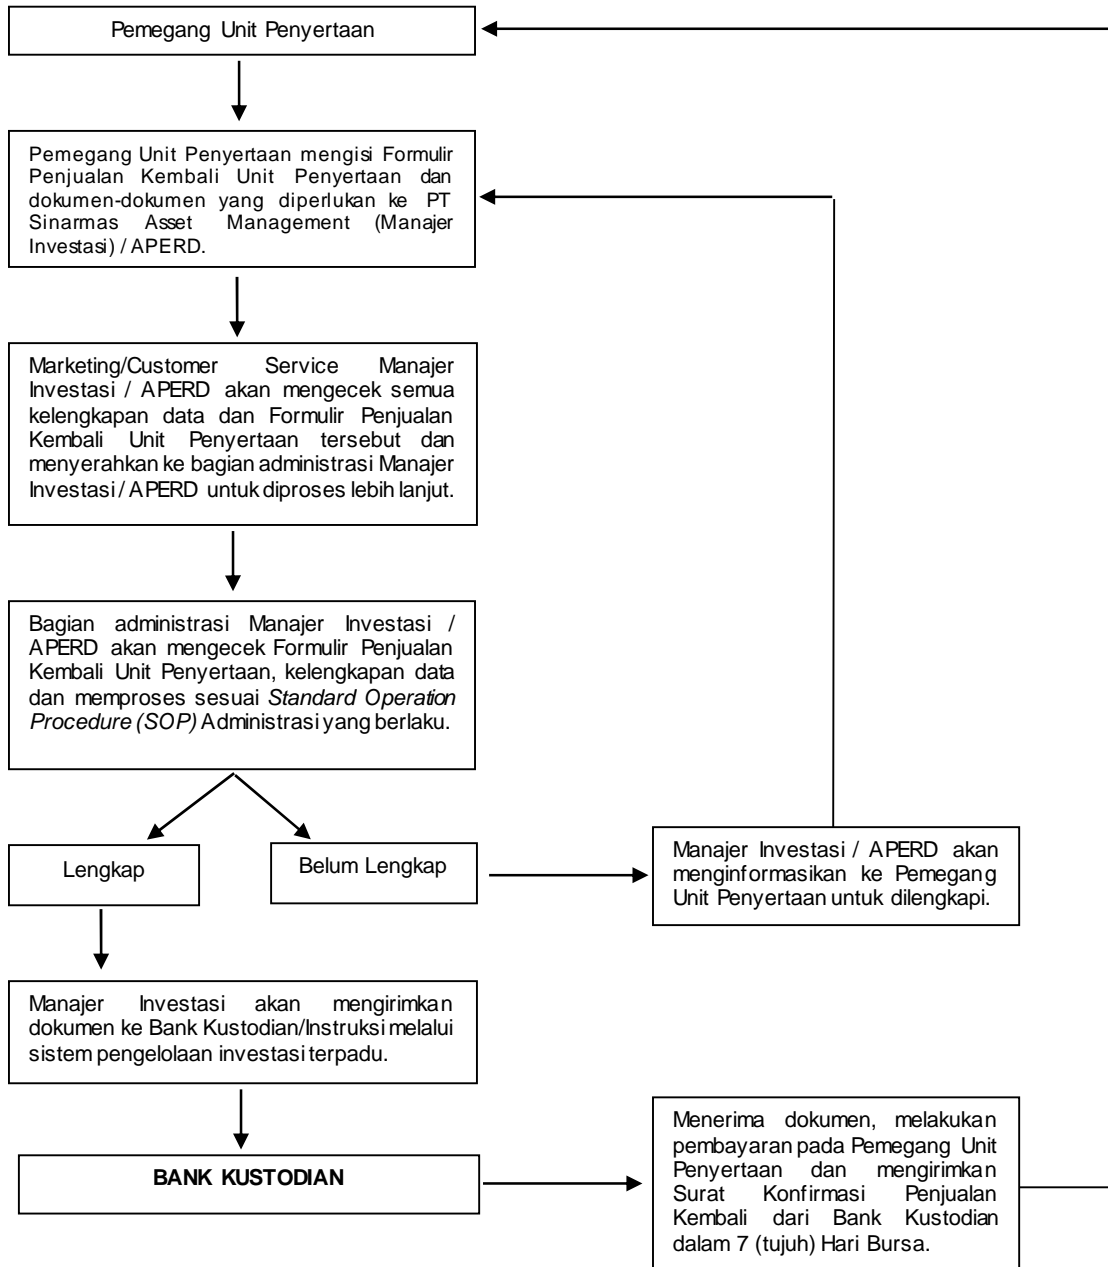 Pemegang Unit Penyertaan
Pemegang Unit Penyertaan mengisi Formulir
Penjualan Kembali Unit Penyertaan dan
dokumen-dokumen yang diperlukan ke PT
Sinarmas Asset Management (Manajer
Investasi) / APERD.
Marketing/Customer Service Manajer
Investasi / APERD akan mengecek semua
kelengkapan data dan Formulir Penjualan
Kembali Unit Penyertaan tersebut dan
menyerahkan ke bagian administrasi Manajer
Investasi / APERD untuk diproses lebih lanjut.
Bagian administrasi Manajer Investasi /
APERD akan mengecek Formulir Penjualan
Kembali Unit Penyertaan, kelengkapan data
dan memproses sesuai Standard Operation
Procedure (SOP) Administrasi yang berlaku.
Lengkap
Belum Lengkap
Manajer Investasi / APERD akan
menginformasikan ke Pemegang
Unit Penyertaan untuk dilengkapi.
Manajer Investasi akan mengirimkan
dokumen ke Bank Kustodian/Instruksi melalui
sistem pengelolaan investasi terpadu.
BANK KUSTODIAN
Menerima dokumen, melakukan
pembayaran pada Pemegang Unit
Penyertaan dan mengirimkan
Surat Konfirmasi Penjualan
Kembali dari Bank Kustodian
dalam 7 (tujuh) Hari Bursa.